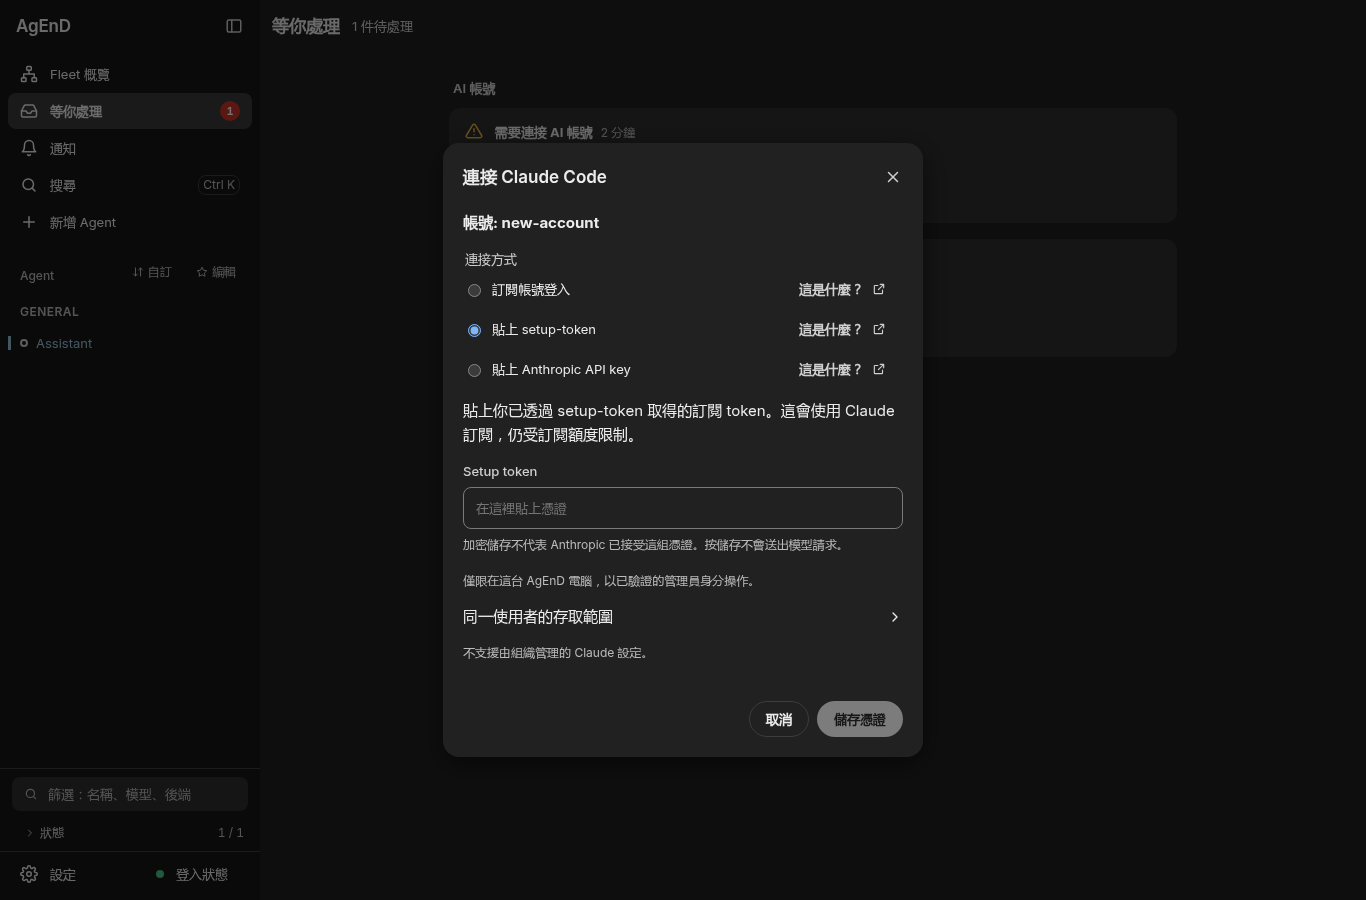 AgEnD
Fleet 概覽
等你處理
1
通知
搜尋
Ctrl K
新增 Agent
Agent
自訂
編輯
GENERAL
Assistant
篩選：名稱、模型、後端
狀態
1 / 1
設定
登入狀態
等你處理
1 件待處理
AI 帳號
需要連接 AI 帳號
2 分鐘
連接 Claude Code
帳號: new-account
連接方式
訂閱帳號登入
這是什麼？
貼上 setup-token
這是什麼？
貼上 Anthropic API key
這是什麼？
貼上你已透過 setup-token 取得的訂閱 token。這會使用 Claude
訂閱，仍受訂閱額度限制。
Setup token
在這裡貼上憑證
加密儲存不代表 Anthropic 已接受這組憑證。按儲存不會送出模型請求。
僅限在這台 AgEnD 電腦，以已驗證的管理員身分操作。
同一使用者的存取範圍
不支援由組織管理的 Claude 設定。
取消
儲存憑證